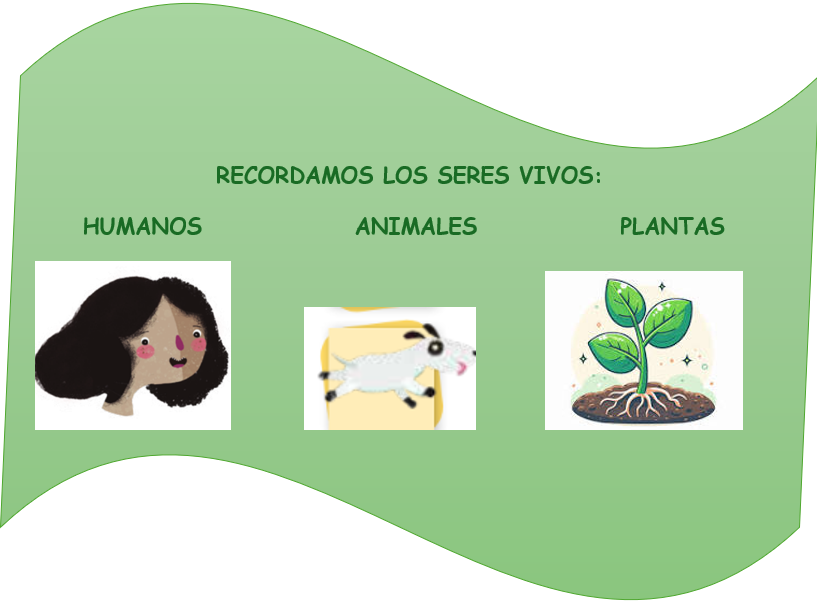 RECORDAMOS LOS SERES VIVOS:
HUMANOS ANIMALES PLANTAS